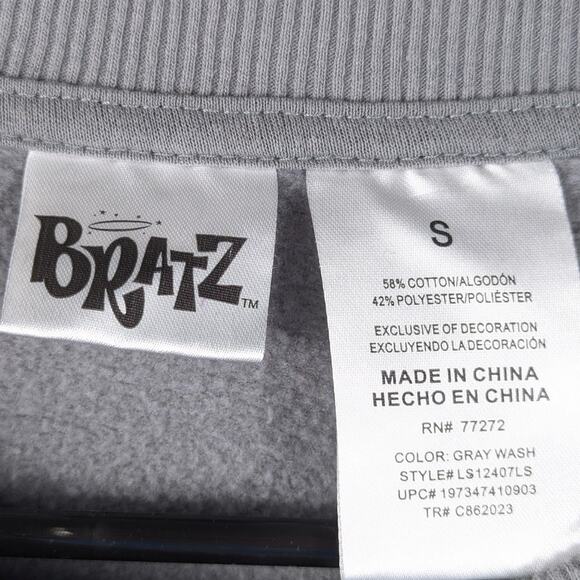 BRATZ™
S
58% COTTON/ALGODÓN
42% POLYESTER/POLIÉSTER
EXCLUSIVE OF DECORATION
EXCLUYENDO LA DECORACIÓN
MADE IN CHINA
HECHO EN CHINA
RN# 77272
COLOR: GRAY WASH
STYLE# LS12407LS
UPC# 197347410903
TR# C862023